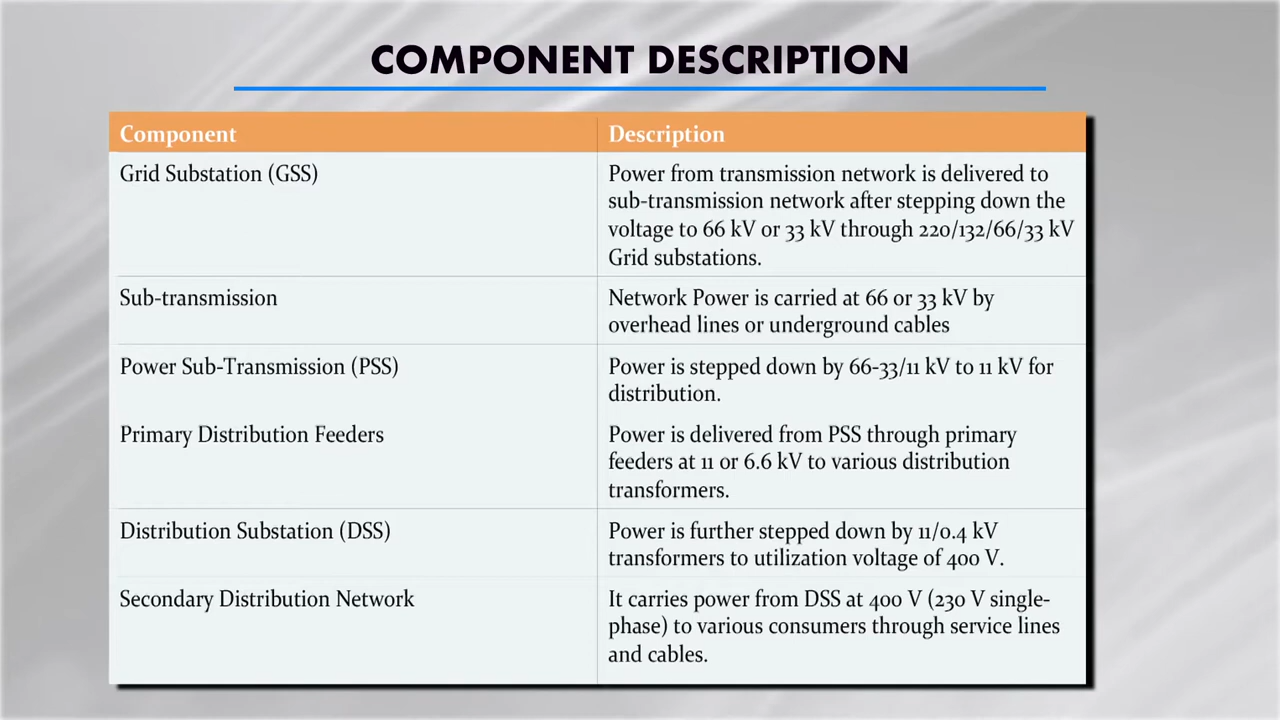 COMPONENT DESCRIPTION
Component
Description
Grid Substation (GSS)
Power from transmission network is delivered to
sub-transmission network after stepping down the
voltage to 66 kV or 33 kV through 220/132/66/33 kV
Grid substations.
Sub-transmission
Network Power is carried at 66 or 33 kV by
overhead lines or underground cables
Power Sub-Transmission (PSS)
Power is stepped down by 66-33/11 kV to 11 kV for
distribution.
Primary Distribution Feeders
Power is delivered from PSS through primary
feeders at 11 or 6.6 kV to various distribution
transformers.
Distribution Substation (DSS)
Power is further stepped down by 11/0.4 kV
transformers to utilization voltage of 400 V.
Secondary Distribution Network
It carries power from DSS at 400 V (230 V single-
phase) to various consumers through service lines
and cables.